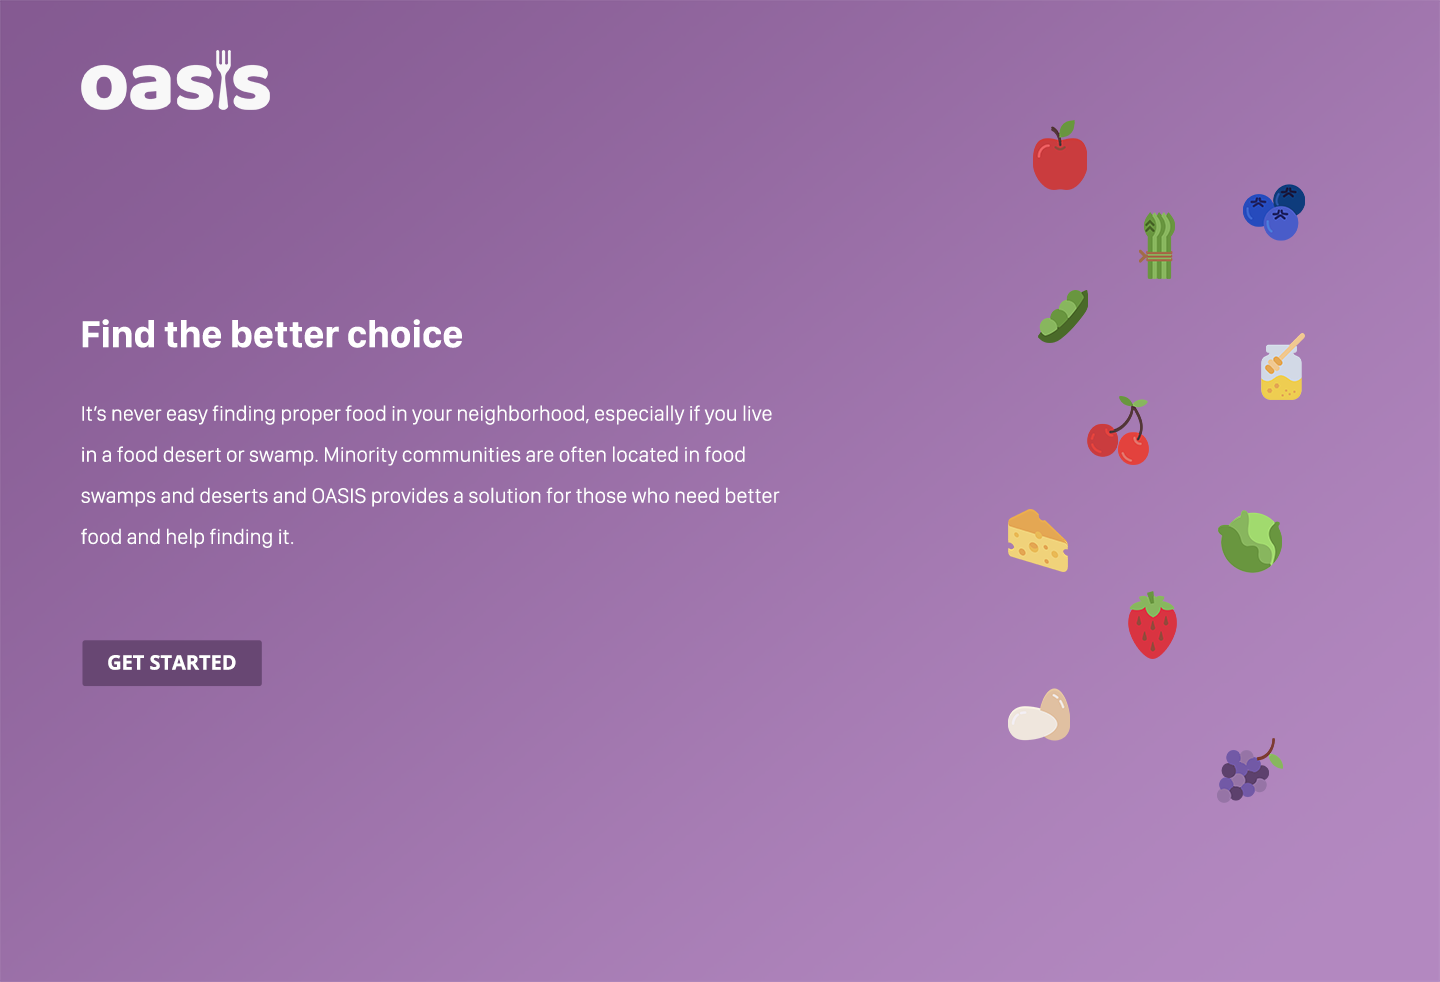 oasis
Find the better choice
It’s never easy finding proper food in your neighborhood, especially if you live
in a food desert or swamp. Minority communities are often located in food
swamps and deserts and OASIS provides a solution for those who need better
food and help finding it.
GET STARTED